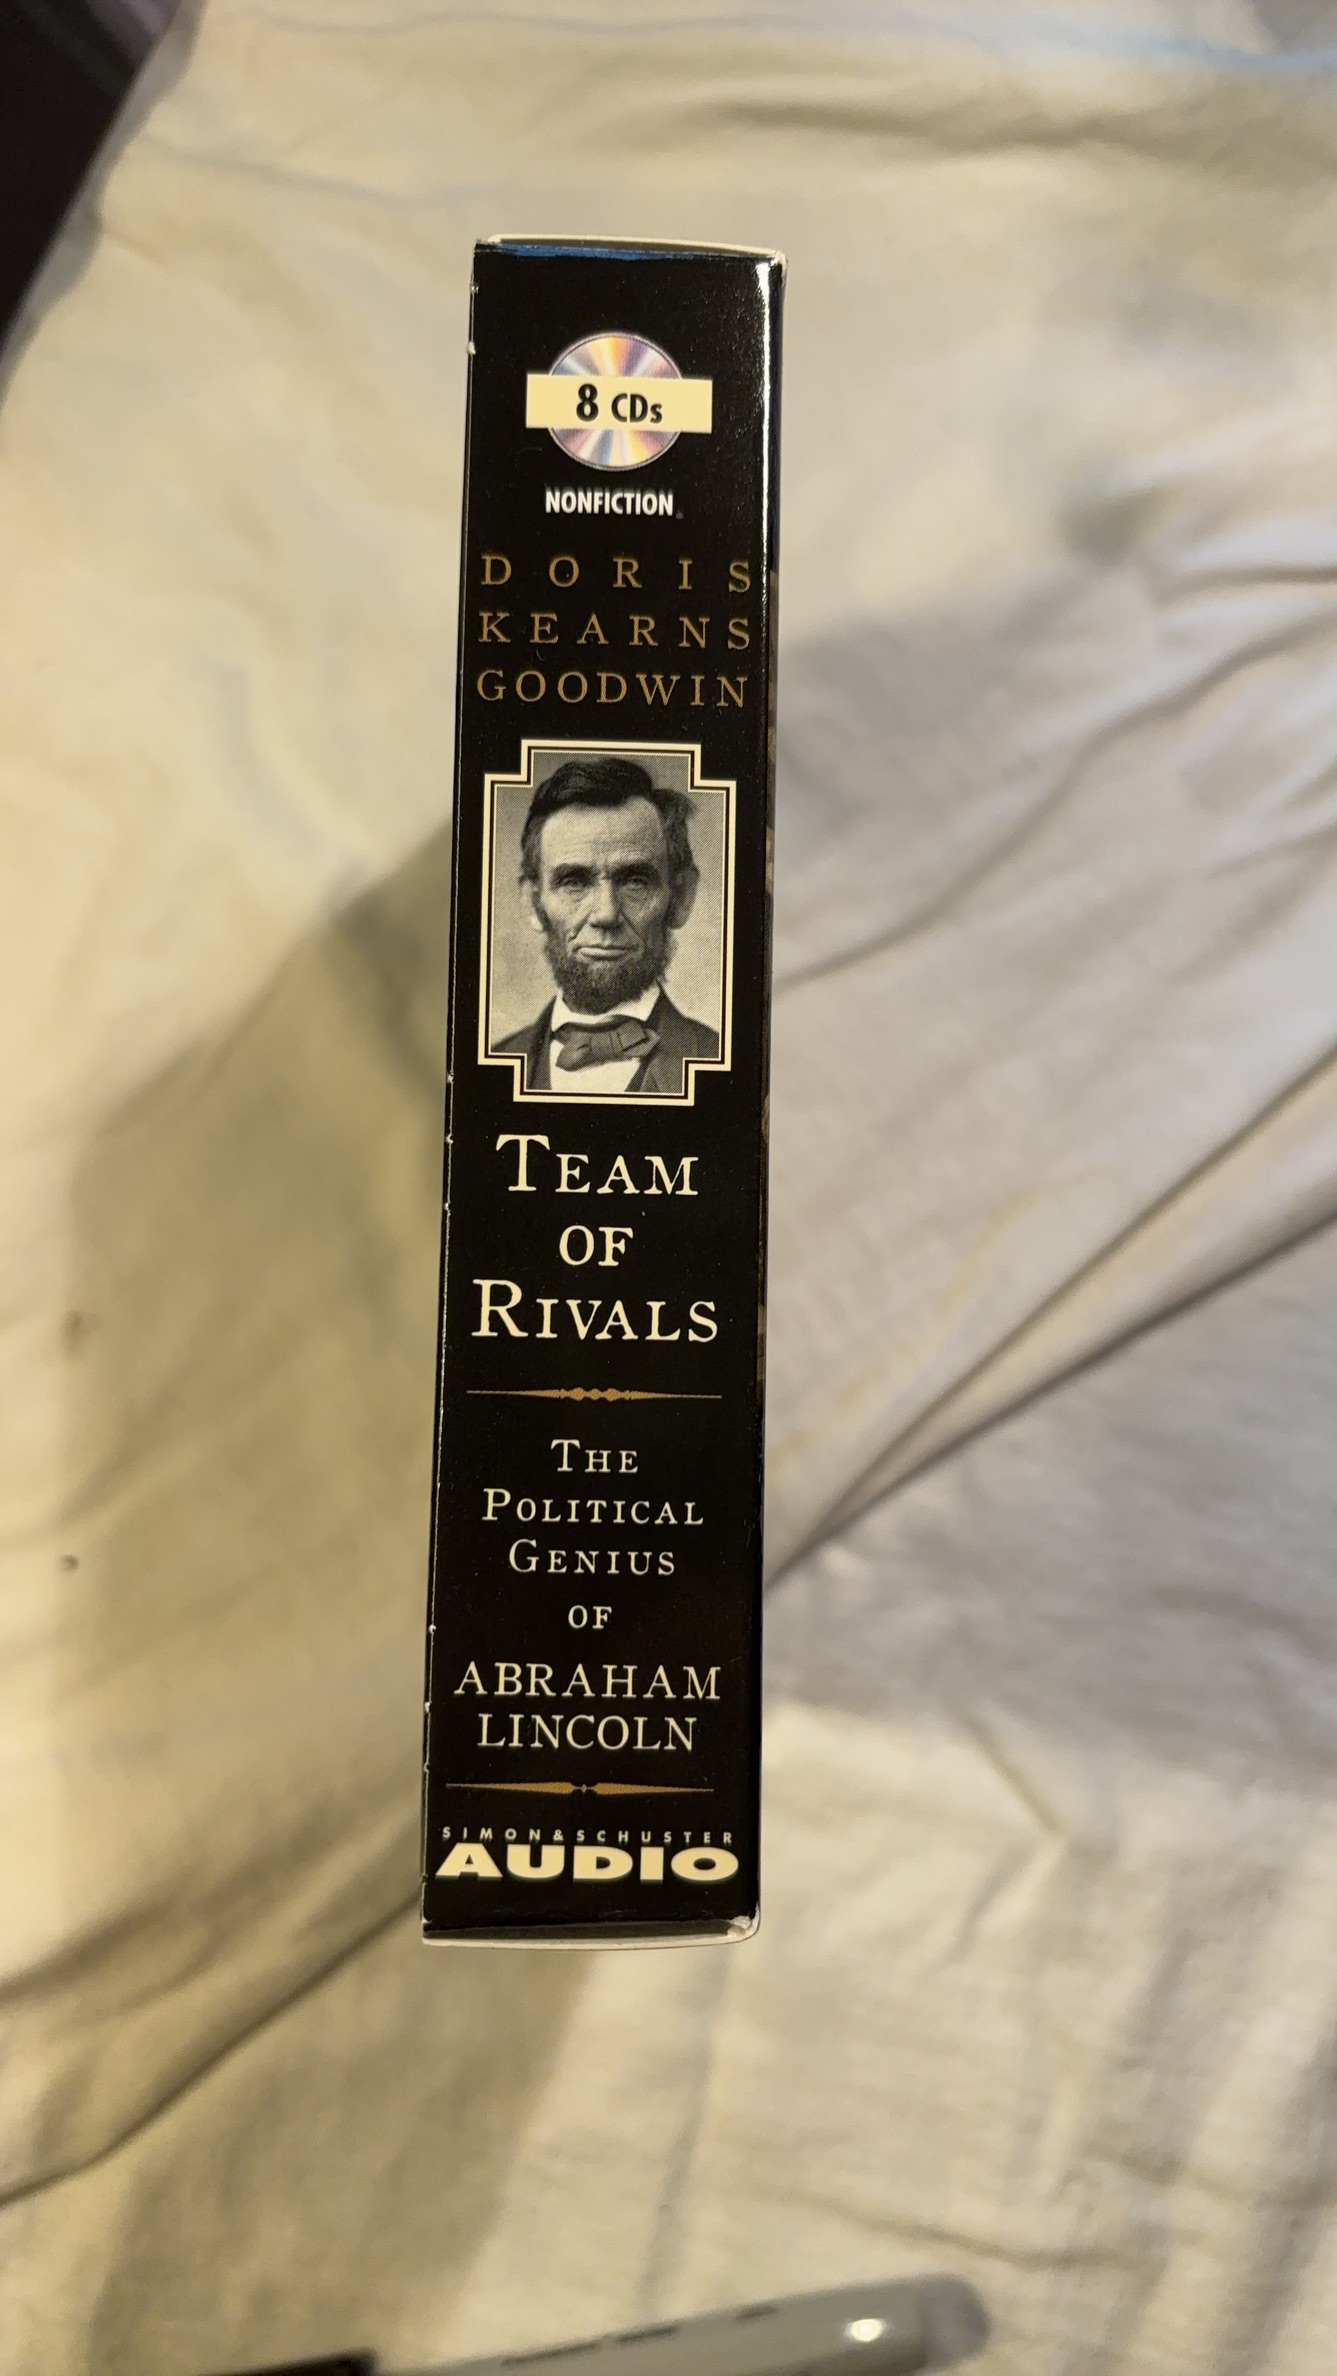 8 CDs
NONFICTION
DORIS
KEARNS
GOODWIN
TEAM
OF
RIVALS
THE
POLITICAL
GENIUS
OF
ABRAHAM
LINCOLN
SIMON & SCHUSTER
AUDIO